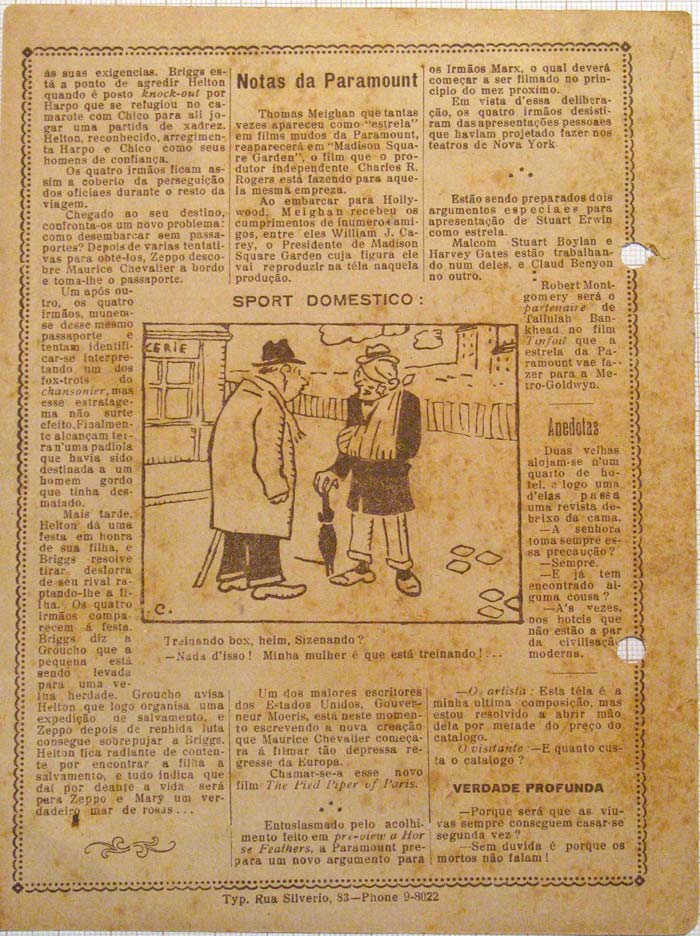 ás suas exigencias. Briggs es-
tá a ponto de agredir Helton
quando é posto knock-out por
Harpo que se refugiou no ca-
marote com Chico para alí jo-
gar uma partida de xadrez.
Helton, reconhecido, arregimen-
ta Harpo e Chico como seus
homens de confiança.
Os quatro irmãos ficam as-
sim a coberto da perseguição
dos oficiaes durante o resto da
viagem.
Chegado ao seu destino,
confronta-os um novo problema:
como desembarcar sem passa-
portes? Depois de varias tentati-
vas para obte-los, Zeppo desco-
bre Maurice Chevalier a bordo
e toma-lhe o passaporte.
Um após ou-
tro, os quatro
irmãos, munem-
se desse mesmo
passaporte e
tentam identifi-
car-se interpre-
tando um dos
fox-trots do
chansonier, mas
esse estratage-
ma não surte
efeito. Finalmen-
te alcançam ter-
ra n'uma padiola
que havia sido
destinada a um
homem gordo
que tinha des-
maiado.
Mais tarde,
Helton dá uma
festa em honra
de sua filha, e
Briggs resolve
tirar desforra
de seu rival ra-
ptando-lhe a fi-
lha. Os quatro
irmãos compa-
recem á festa.
Briggs diz a
Groucho que a
pequena está
sendo levada
para uma ve-
lha herdade. Groucho avisa
Helton que logo organisa uma
expedição de salvamento, e
Zeppo depois de renhida luta
consegue sobrepujar a Briggs.
Helton fica radiante de conten-
te por encontrar a filha a
salvamento, e tudo indica que
daí por deante a vida será
para Zeppo e Mary um ver-
dadeiro mar de rosas...
Notas da Paramount
Thomas Meighan que tantas
vezes apareceu como "estrela"
em films mudos da Paramount,
reaparecerá em "Madison Squa-
re Garden", o film que o pro-
dutor independente Charles R.
Rogers está fazendo para aque-
la mesma empreza.
Ao embarcar para Holly-
wood, Meighan recebeu os
cumprimentos de inumeros ami-
gos, entre eles William J. Ca-
rey, o Presidente de Madison
Square Garden cuja figura ele
vai reproduzir na téla naquela
produção.
os Irmãos Marx, o qual deverá
começar a ser filmado no prin-
cipio do mez proximo.
Em vista d'essa delibera-
ção, os quatro irmãos desisti-
ram das apresentações pessoaes
que haviam projetado fazer nos
teatros de Nova York.
* * *
Estão sendo preparados dois
argumentos especiaes para
apresentação de Stuart Erwin
como estrela.
Malcom Stuart Boylan e
Harvey Gates estão trabalhan-
do num deles, e Claud Benyon
no outro.
Robert Mont-
gomery será o
partenaire de
Tallulah Ban-
khead no film
Tinfoil que a
estrela da Pa-
ramount vae fa-
zer para a Me-
tro-Goldwyn.
SPORT DOMESTICO:
CERIE
C.
Treinando box, heim, Sizenando?
—Nada d'isso! Minha mulher é que está treinando!...
Anedotas
Duas velhas
alojam-se n'um
quarto de ho-
tel, e logo uma
d'elas passa
uma revista de-
brixo da cama.
—A senhora
toma sempre es-
sa precaução?
—Sempre.
—E já tem
encontrado al-
guma cousa?
—A's vezes,
nos hoteis que
não estão a par
da civilisação
moderna.
Um dos maiores escritores
dos Estados Unidos, Gouver-
neur Moeris, está neste momen-
to escrevendo a nova creação
que Maurice Chevalier começa-
rá á filmar tão depressa re-
gresse da Europa.
Chamar-se-a esse novo
film The Pied Piper of Paris.
* * *
Entusiasmado pelo acolhi-
mento feito em pre-view a Hor
se Feathers, a Paramount pre-
para um novo argumento para
—O artista: Esta téla é a
minha ultima composição, mas
estou resolvido a abrir mão
déla por metade do preço do
catalogo.
O visitante—E quanto cus-
ta o catalogo?
VERDADE PROFUNDA
—Porque será que as viu-
vas sempre conseguem casar-se
segunda vez?
—Sem duvida é porque os
mortos não falam!
Typ. Rua Silverio, 83—Phone 9-8022